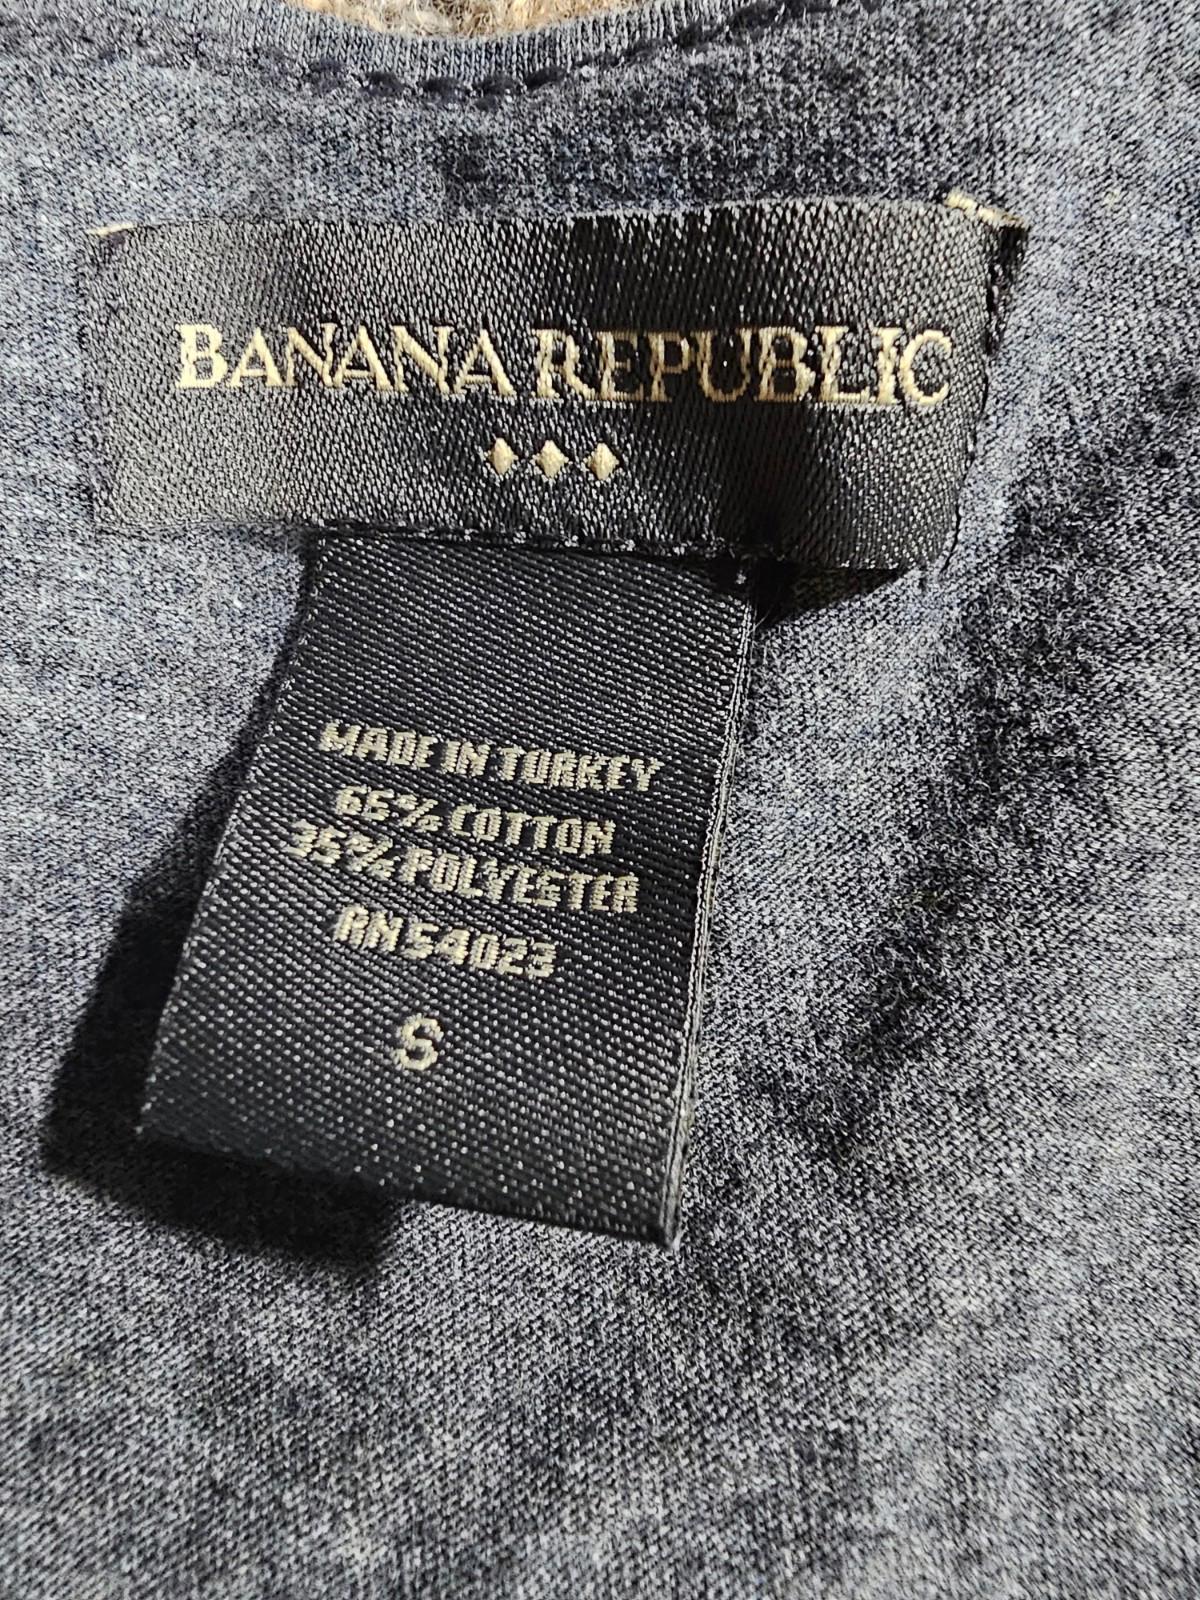 BANANA REPUBLIC
MADE IN TURKEY
65% COTTON
35% POLYESTER
RN 54023
S